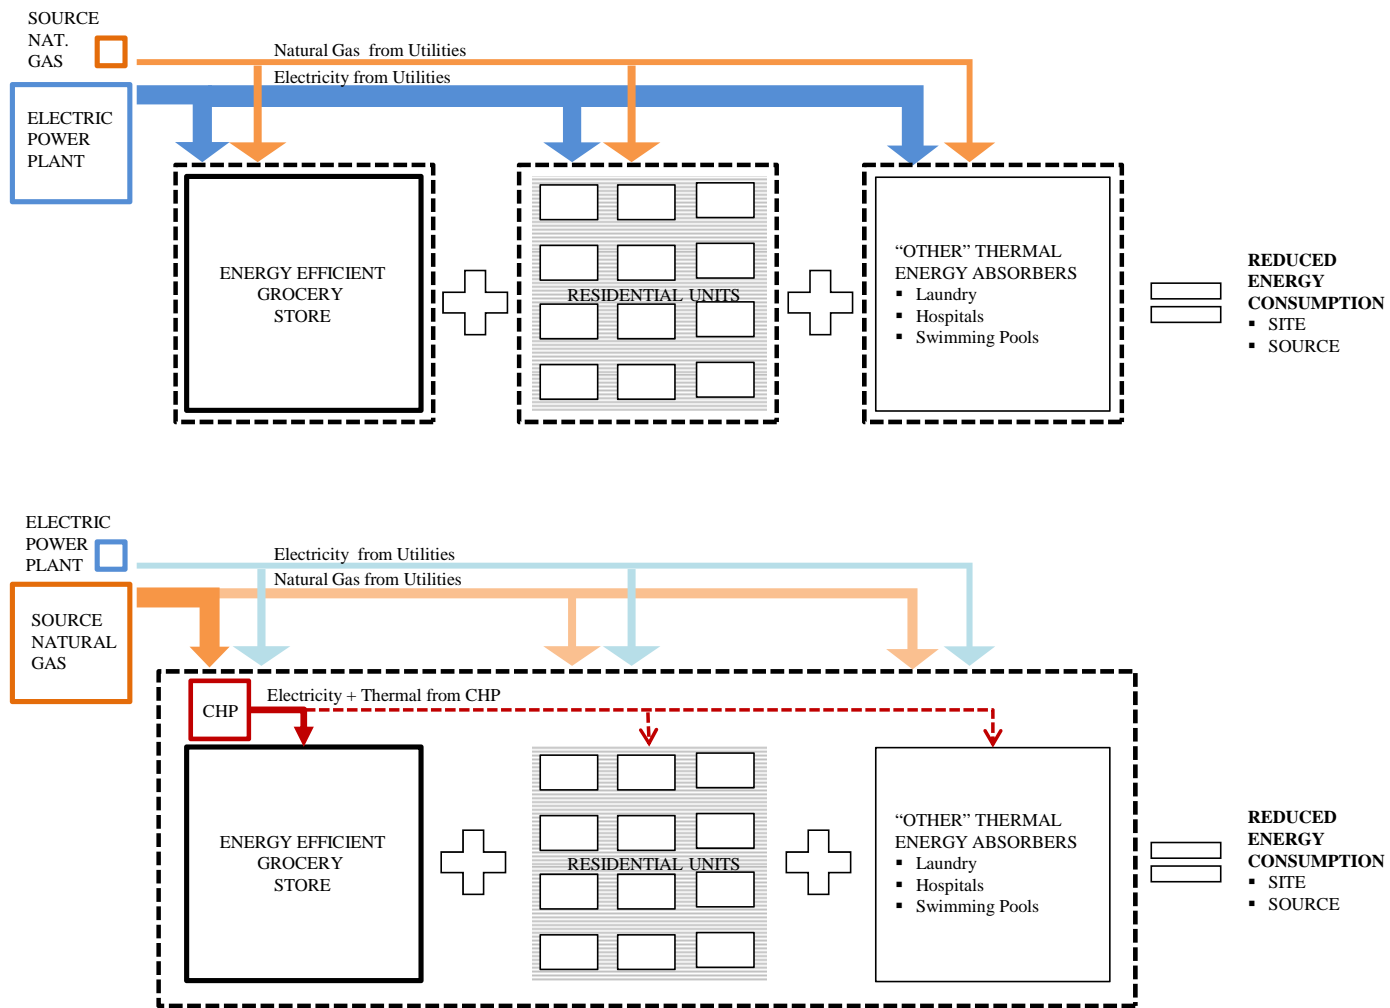 SOURCE
NAT.
GAS
Natural Gas  from Utilities
Electricity from Utilities
ELECTRIC
POWER
PLANT
ENERGY EFFICIENT
GROCERY
STORE
RESIDENTIAL UNITS
“OTHER” THERMAL
ENERGY ABSORBERS
▪ Laundry
▪ Hospitals
▪ Swimming Pools
REDUCED
ENERGY
CONSUMPTION
▪ SITE
▪ SOURCE
ELECTRIC
POWER
PLANT
Electricity  from Utilities
Natural Gas from Utilities
SOURCE
NATURAL
GAS
CHP
Electricity + Thermal from CHP
ENERGY EFFICIENT
GROCERY
STORE
RESIDENTIAL UNITS
“OTHER” THERMAL
ENERGY ABSORBERS
▪ Laundry
▪ Hospitals
▪ Swimming Pools
REDUCED
ENERGY
CONSUMPTION
▪ SITE
▪ SOURCE